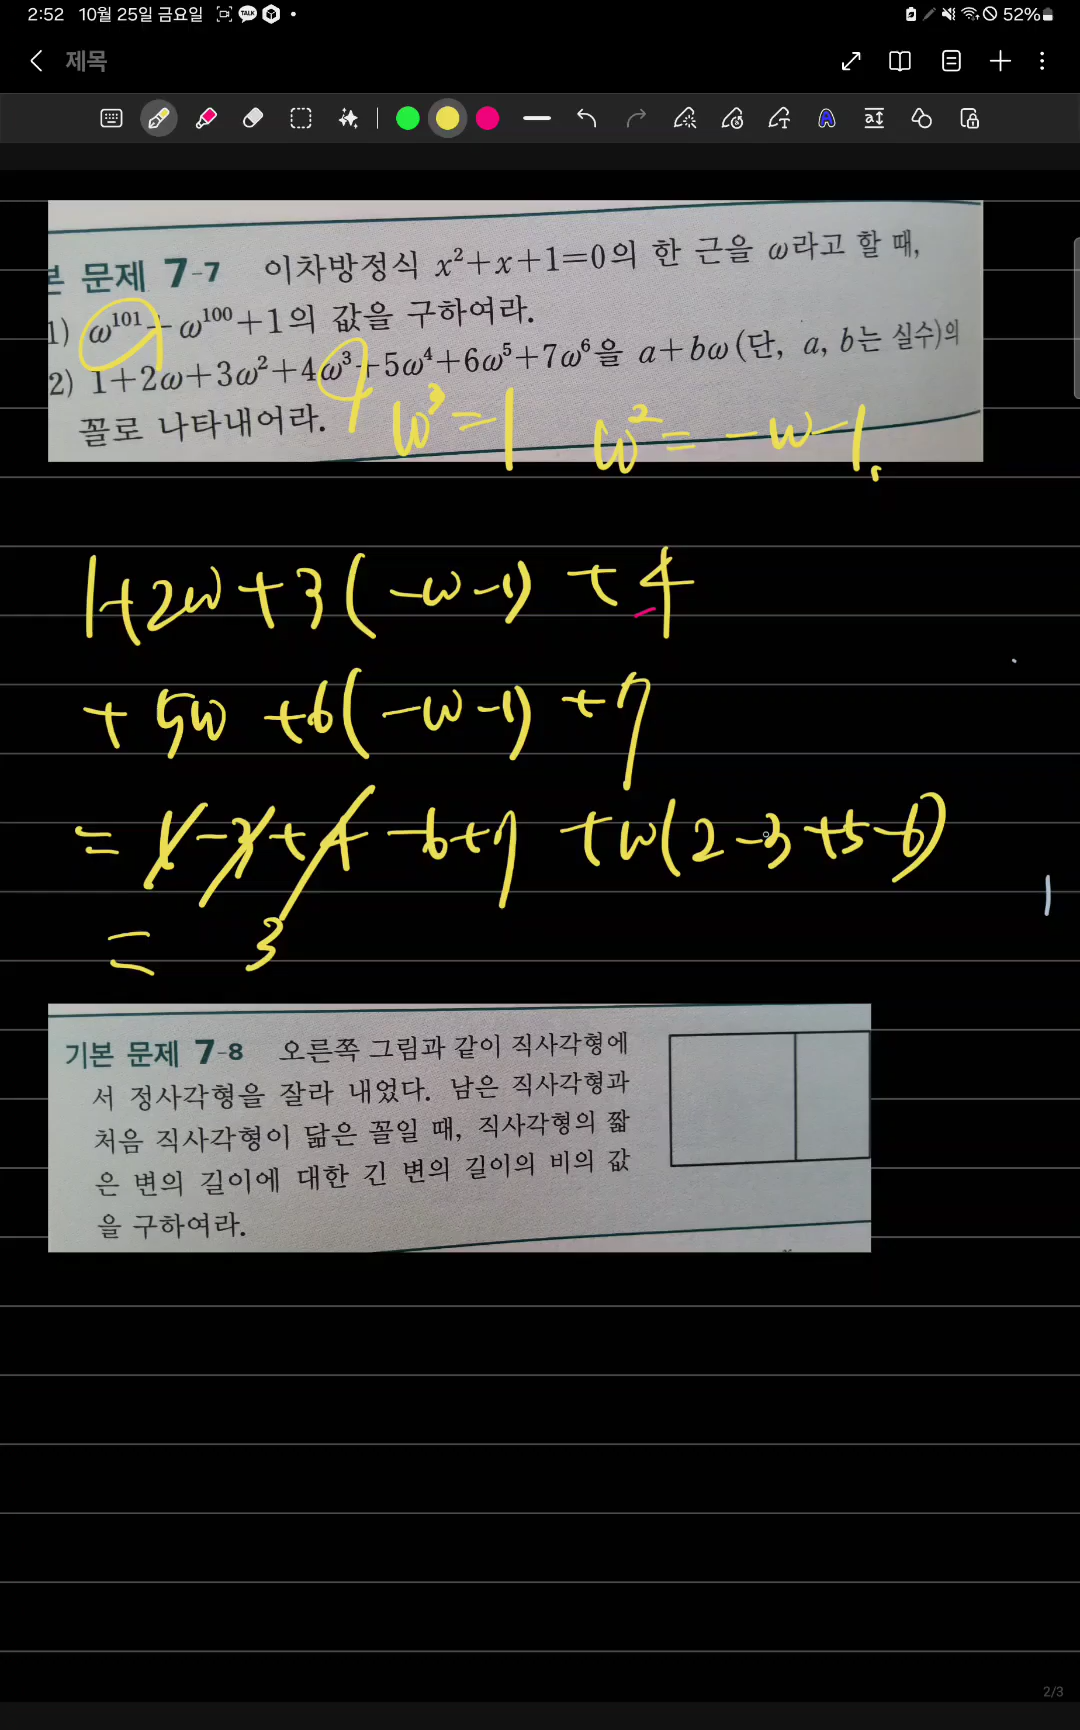 2:52 10월 25일 금요일 TALK 52%
제목
본 문제 7-7 이차방정식 x²+x+1=0의 한 근을 ω라고 할 때,
1) ω¹⁰¹+ω¹⁰⁰+1의 값을 구하여라.
2) 1+2ω+3ω²+4ω³+5ω⁴+6ω⁵+7ω⁶을 a+bω(단, a, b는 실수)의
꼴로 나타내어라.
ω³=1 ω²=-ω-1.
1+2ω+3(-ω-1)+4
+5ω+6(-ω-1)+7
=1-3+4-6+7+ω(2-3+5-6)
= 3
기본 문제 7-8 오른쪽 그림과 같이 직사각형에
서 정사각형을 잘라 내었다. 남은 직사각형과
처음 직사각형이 닮은 꼴일 때, 직사각형의 짧
은 변의 길이에 대한 긴 변의 길이의 비의 값
을 구하여라.
2/3